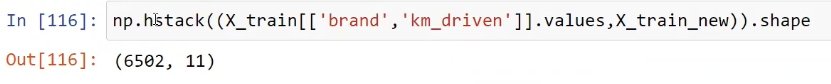 In [116]: np.hstack((X_train[['brand','km_driven']].values,X_train_new)).shape
Out[116]: (6502, 11)